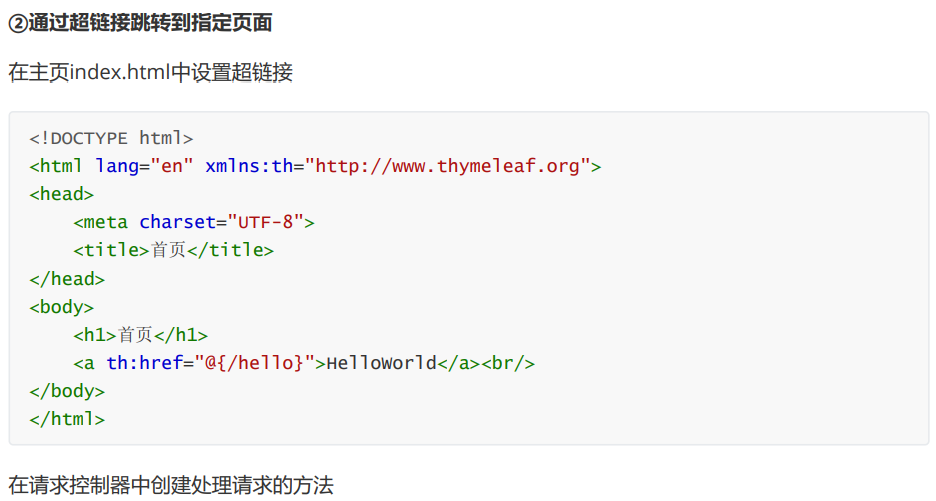 ②通过超链接跳转到指定页面
在主页index.html中设置超链接
<!DOCTYPE html>
<html lang="en" xmlns:th="http://www.thymeleaf.org">
<head>
    <meta charset="UTF-8">
    <title>首页</title>
</head>
<body>
    <h1>首页</h1>
    <a th:href="@{/hello}">HelloWorld</a><br/>
</body>
</html>
在请求控制器中创建处理请求的方法